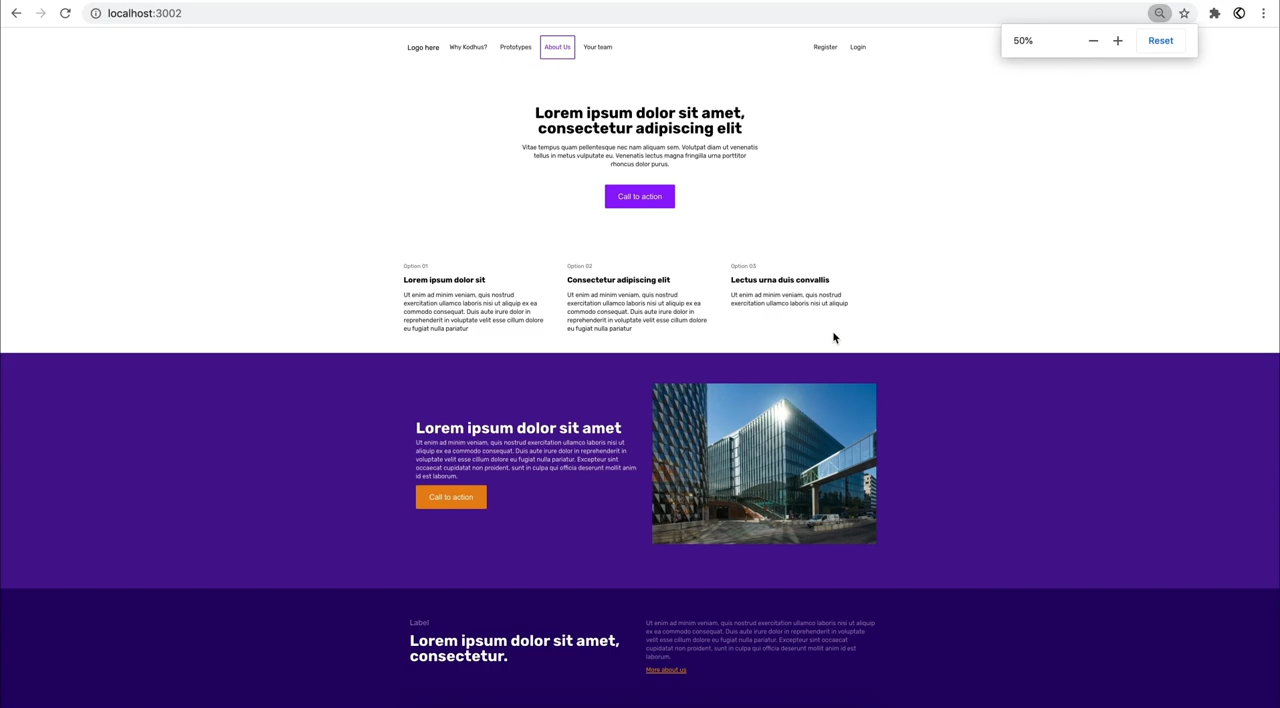 localhost:3002
50%
Reset
Logo here Why Kodhus? Prototypes About Us Your team Register Login
Lorem ipsum dolor sit amet,
consectetur adipiscing elit
Vitae tempus quam pellentesque nec nam aliquam sem. Volutpat diam ut venenatis
tellus in metus vulputate eu. Venenatis lectus magna fringilla urna porttitor
rhoncus dolor purus.
Call to action
Option 01
Lorem ipsum dolor sit
Ut enim ad minim veniam, quis nostrud
exercitation ullamco laboris nisi ut aliquip ex ea
commodo consequat. Duis aute irure dolor in
reprehenderit in voluptate velit esse cillum dolore
eu fugiat nulla pariatur
Option 02
Consectetur adipiscing elit
Ut enim ad minim veniam, quis nostrud
exercitation ullamco laboris nisi ut aliquip ex ea
commodo consequat. Duis aute irure dolor in
reprehenderit in voluptate velit esse cillum dolore
eu fugiat nulla pariatur
Option 03
Lectus urna duis convallis
Ut enim ad minim veniam, quis nostrud
exercitation ullamco laboris nisi ut aliquip
Lorem ipsum dolor sit amet
Ut enim ad minim veniam, quis nostrud exercitation ullamco laboris nisi ut
aliquip ex ea commodo consequat. Duis aute irure dolor in reprehenderit in
voluptate velit esse cillum dolore eu fugiat nulla pariatur. Excepteur sint
occaecat cupidatat non proident, sunt in culpa qui officia deserunt mollit anim
id est laborum.
Call to action
Label
Lorem ipsum dolor sit amet,
consectetur.
Ut enim ad minim veniam, quis nostrud exercitation ullamco laboris nisi ut aliquip
ex ea commodo consequat. Duis aute irure dolor in reprehenderit in voluptate
velit esse cillum dolore eu fugiat nulla pariatur. Excepteur sint occaecat
cupidatat non proident, sunt in culpa qui officia deserunt mollit anim id est
laborum.
More about us